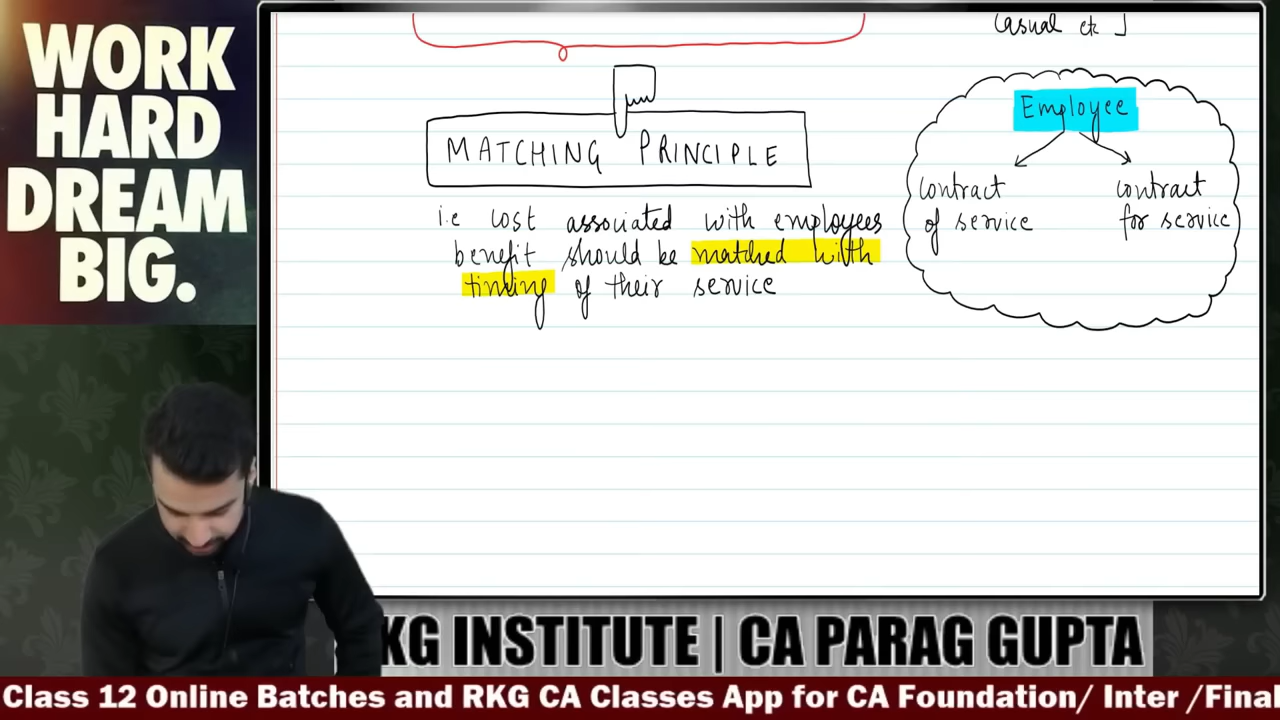 WORK
HARD
DREAM
BIG.
Casual etc ]
MATCHING PRINCIPLE
i.e cost associated with employees
benefit should be matched with
timing of their service
Employee
contract
of service
contract
for service
KG INSTITUTE | CA PARAG GUPTA
Class 12 Online Batches and RKG CA Classes App for CA Foundation/ Inter /Final